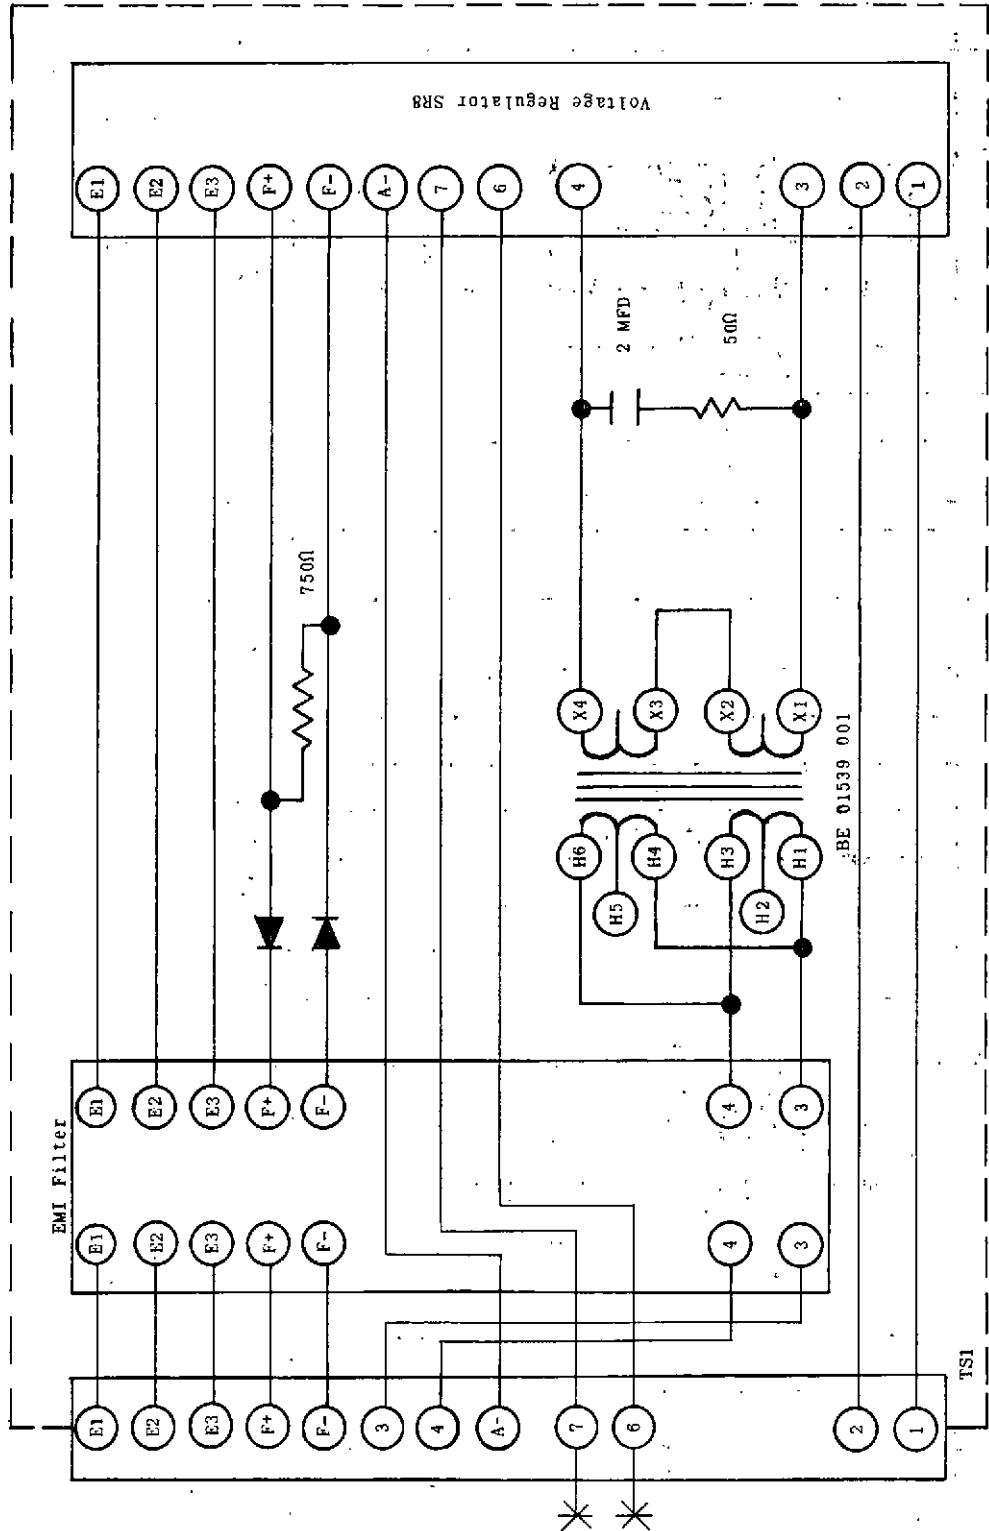 Voltage Regulator SR8
E1 E2 E3 F+ F- A- 7 6 4 3 2 1
2 MFD
50Ω
750Ω
X4 X3 X2 X1
BE 01539 001
H6 H4 H3 H1
H5 H2
EMI Filter
E1 E2 E3 F+ F- 4 3
E1 E2 E3 F+ F- 4 3
TS1
E1 E2 E3 F+ F- 3 4 A- 7 6 2 1